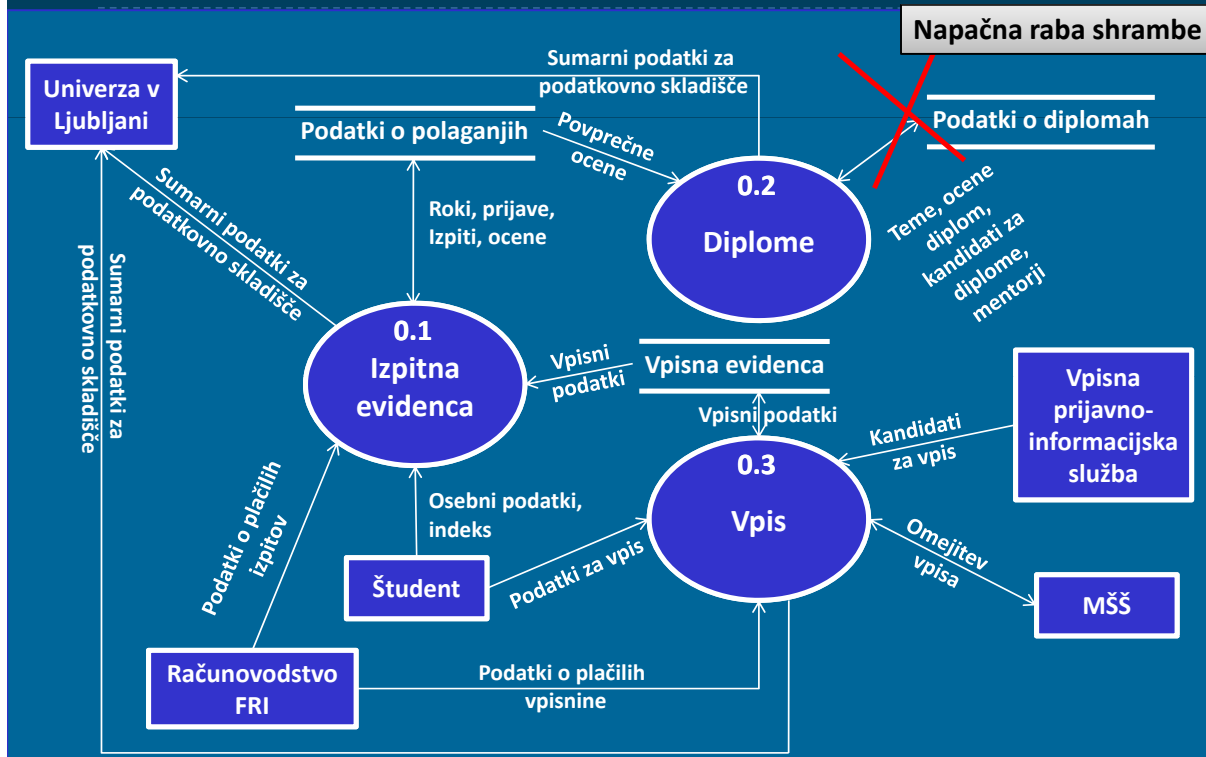 Napačna raba shrambe
Sumarni podatki za
podatkovno skladišče
Univerza v
Ljubljani
Podatki o polaganjih
Povprečne
ocene
Podatki o diplomah
0.2
Diplome
Teme, ocene
diplom,
kandidati za
diplome,
mentorji
Sumarni podatki za
podatkovno skladišče
Roki, prijave,
Izpiti, ocene
Sumarni podatki za
podatkovno skladišče
0.1
Izpitna
evidenca
Vpisni
podatki
Vpisna evidenca
Vpisni podatki
Vpisna
prijavno-
informacijska
služba
Kandidati
za vpis
0.3
Vpis
Osebni podatki,
indeks
Podatki o plačilih
izpitov
Študent
Podatki za vpis
Omejitev
vpisa
MŠŠ
Računovodstvo
FRI
Podatki o plačilih
vpisnine